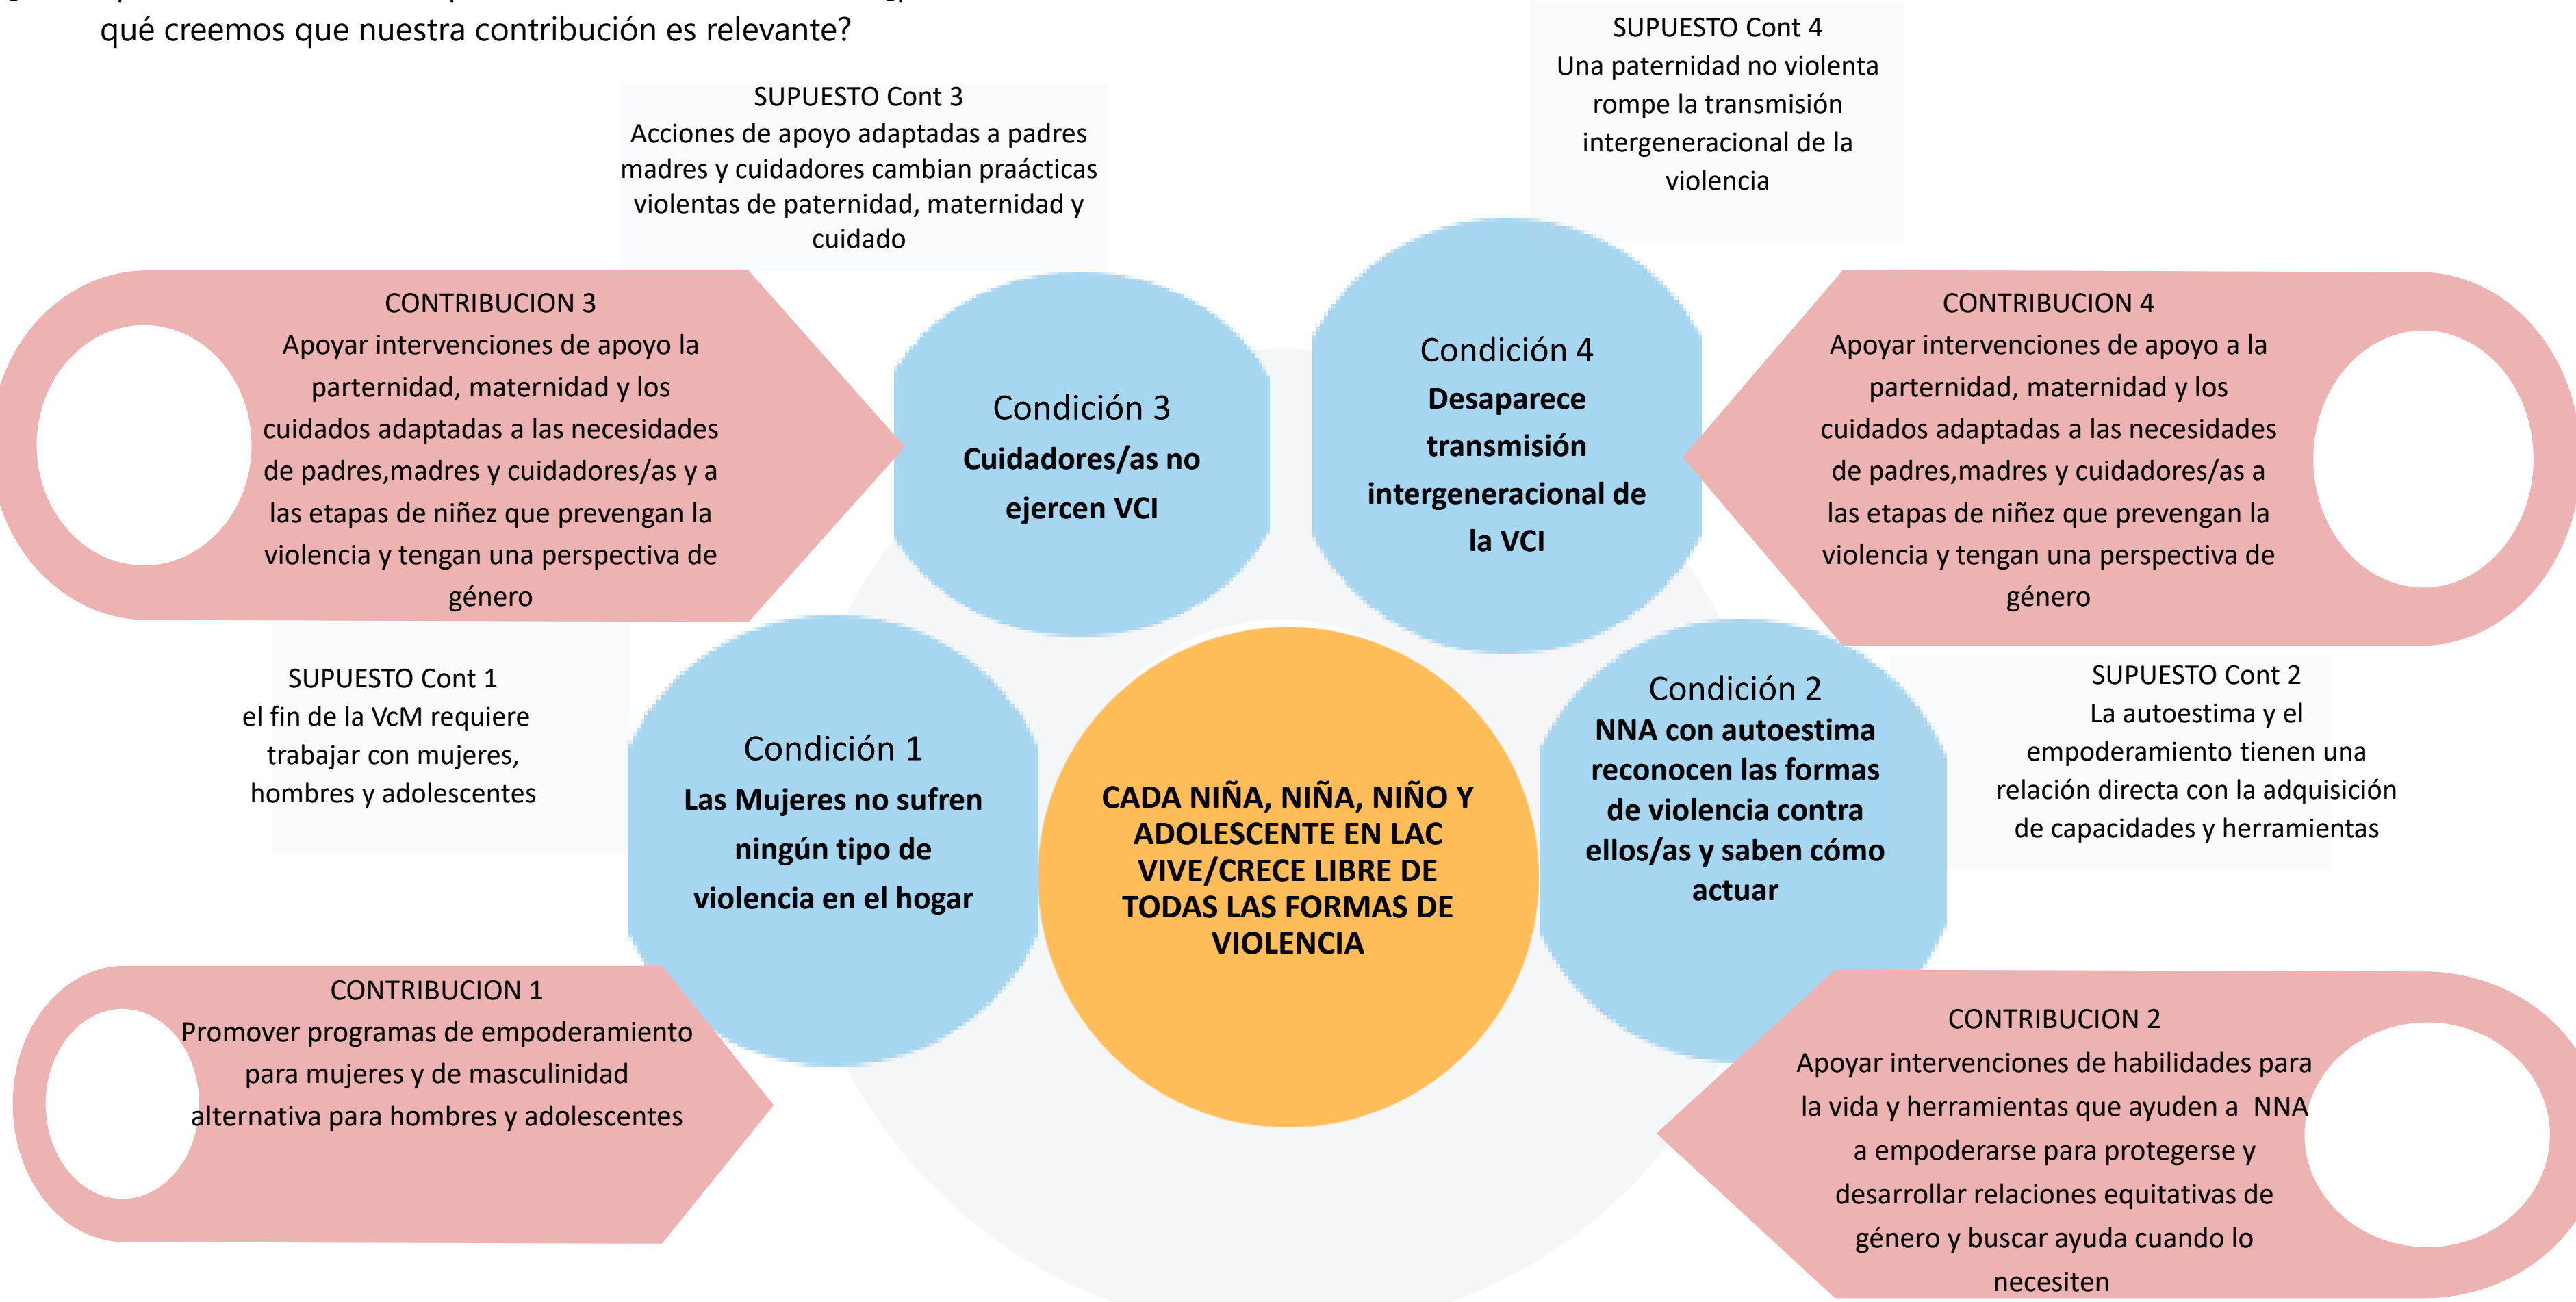 qué creemos que nuestra contribución es relevante?
SUPUESTO Cont 3
Acciones de apoyo adaptadas a padres
madres y cuidadores cambian praácticas
violentas de paternidad, maternidad y
cuidado
SUPUESTO Cont 4
Una paternidad no violenta
rompe la transmisión
intergeneracional de la
violencia
CONTRIBUCION 3
Apoyar intervenciones de apoyo la
parternidad, maternidad y los
cuidados adaptadas a las necesidades
de padres,madres y cuidadores/as y a
las etapas de niñez que prevengan la
violencia y tengan una perspectiva de
género
Condición 3
Cuidadores/as no
ejercen VCI
Condición 4
Desaparece
transmisión
intergeneracional de
la VCI
CONTRIBUCION 4
Apoyar intervenciones de apoyo a la
parternidad, maternidad y los
cuidados adaptadas a las necesidades
de padres,madres y cuidadores/as a
las etapas de niñez que prevengan la
violencia y tengan una perspectiva de
género
SUPUESTO Cont 1
el fin de la VcM requiere
trabajar con mujeres,
hombres y adolescentes
Condición 1
Las Mujeres no sufren
ningún tipo de
violencia en el hogar
CADA NIÑA, NIÑA, NIÑO Y
ADOLESCENTE EN LAC
VIVE/CRECE LIBRE DE
TODAS LAS FORMAS DE
VIOLENCIA
Condición 2
NNA con autoestima
reconocen las formas
de violencia contra
ellos/as y saben cómo
actuar
SUPUESTO Cont 2
La autoestima y el
empoderamiento tienen una
relación directa con la adquisición
de capacidades y herramientas
CONTRIBUCION 1
Promover programas de empoderamiento
para mujeres y de masculinidad
alternativa para hombres y adolescentes
CONTRIBUCION 2
Apoyar intervenciones de habilidades para
la vida y herramientas que ayuden a  NNA
a empoderarse para protegerse y
desarrollar relaciones equitativas de
género y buscar ayuda cuando lo
necesiten